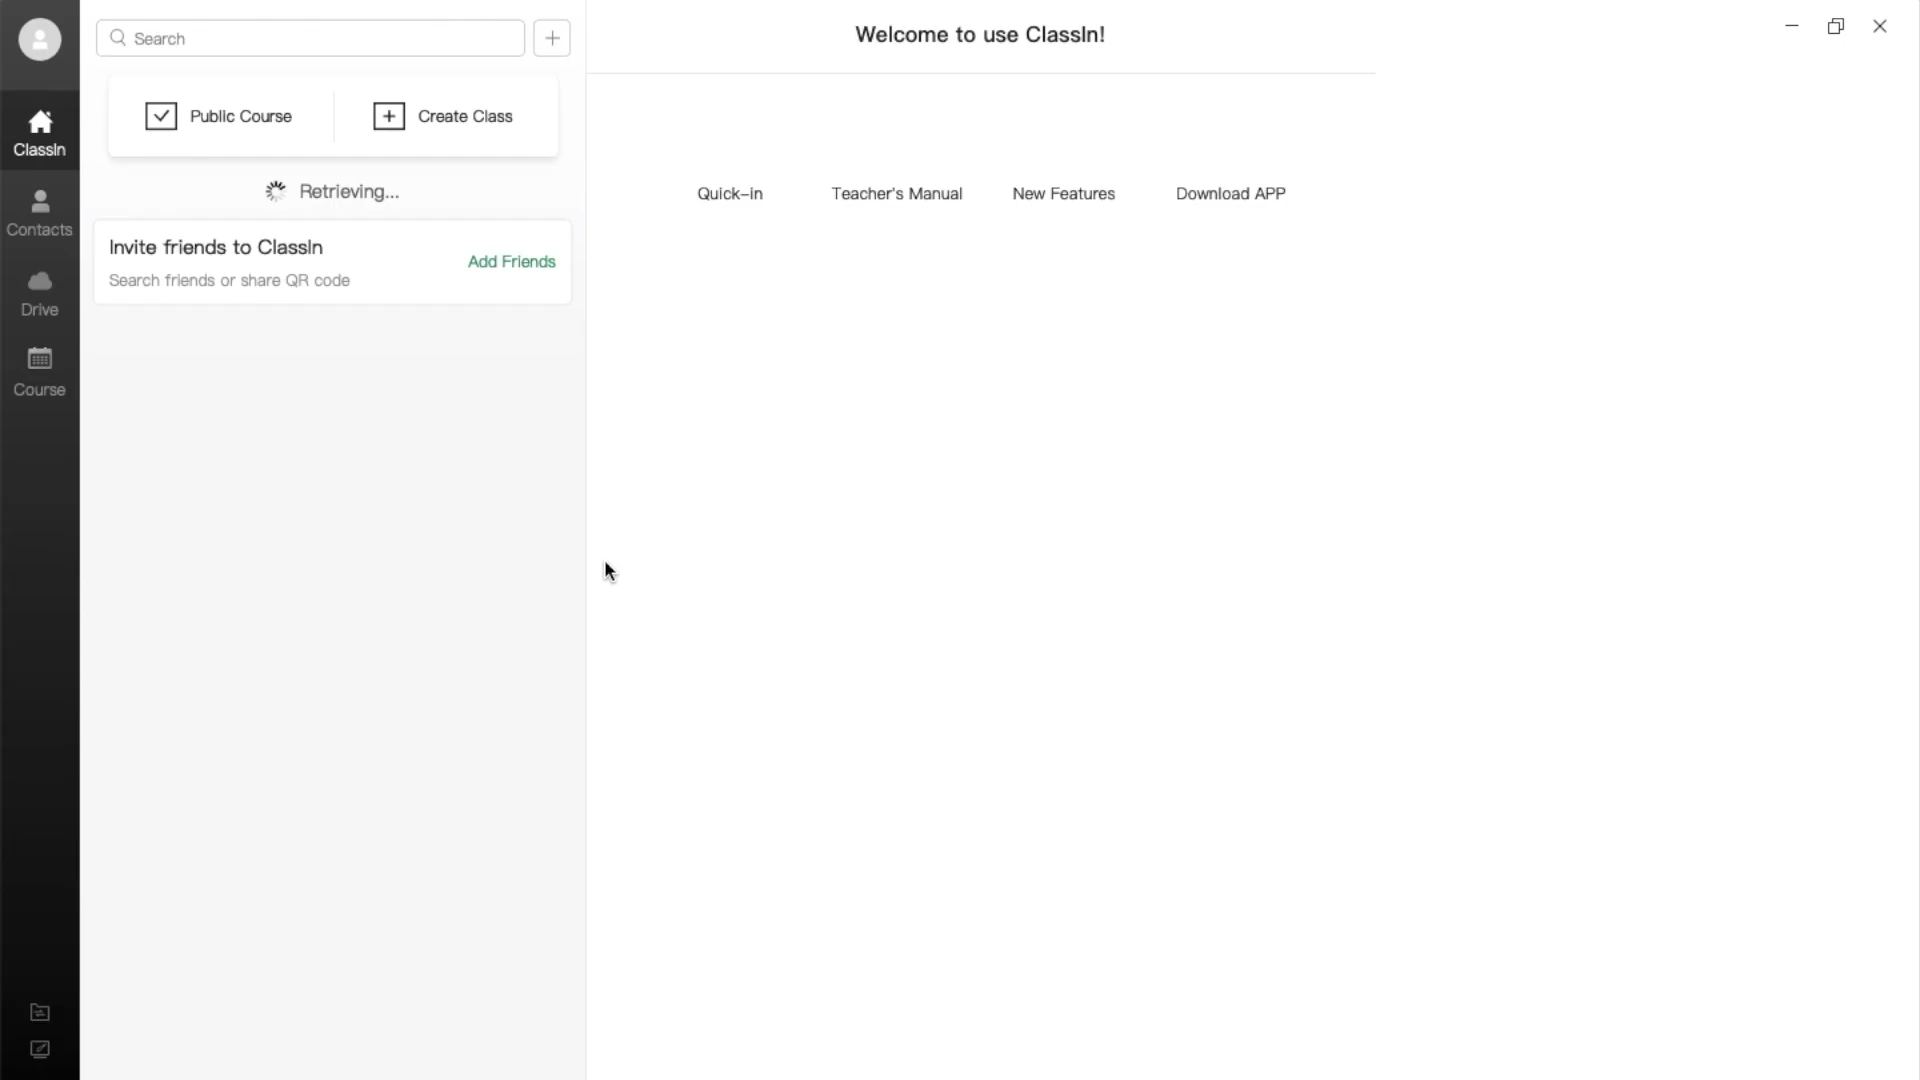 Search
Welcome to use ClassIn!
Public Course
Create Class
ClassIn
Retrieving...
Quick-in
Teacher's Manual
New Features
Download APP
Contacts
Invite friends to ClassIn
Add Friends
Search friends or share QR code
Drive
Course